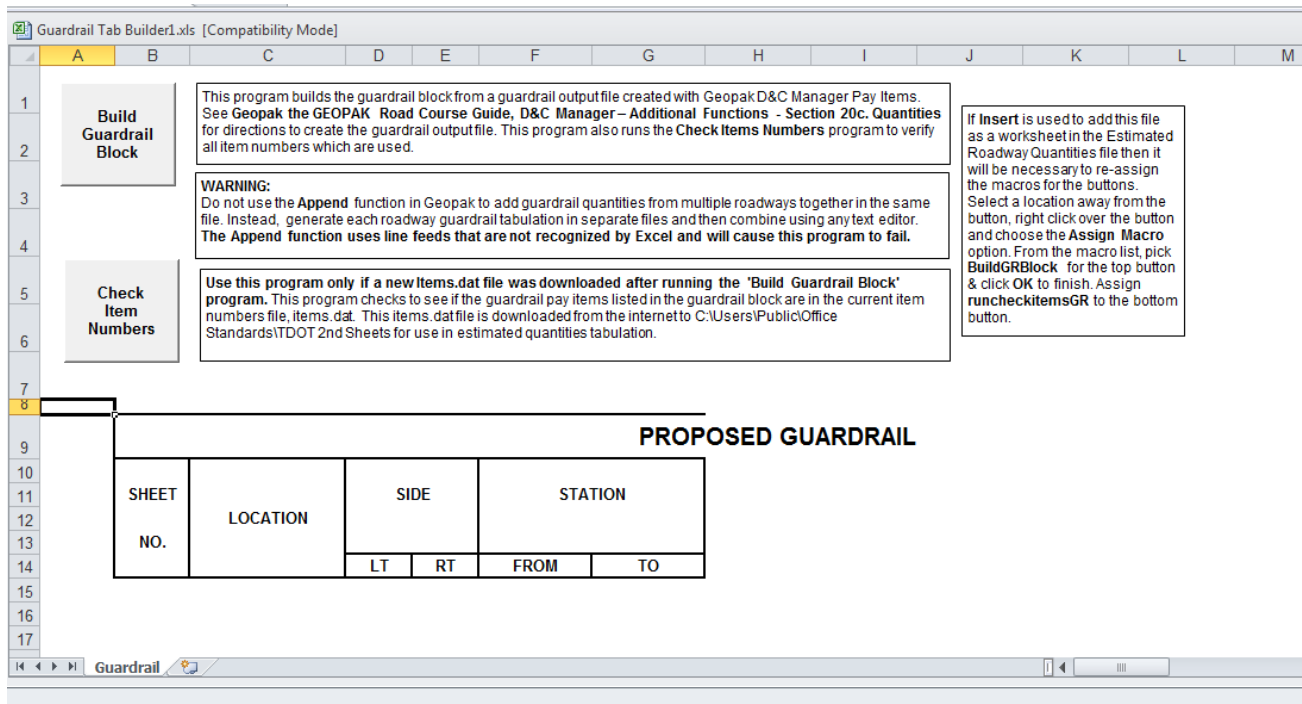 Guardrail Tab Builder1.xls [Compatibility Mode]
A B C D E F G H I J K L M
1
2
3
4
5
6
7
8
9
10
11
12
13
14
15
16
17
Build
Guardrail
Block
This program builds the guardrail block from a guardrail output file created with Geopak D&C Manager Pay Items.
See Geopak the GEOPAK Road Course Guide, D&C Manager – Additional Functions - Section 20c. Quantities
for directions to create the guardrail output file. This program also runs the Check Items Numbers program to verify
all item numbers which are used.
WARNING:
Do not use the Append function in Geopak to add guardrail quantities from multiple roadways together in the same
file. Instead, generate each roadway guardrail tabulation in separate files and then combine using any text editor.
The Append function uses line feeds that are not recognized by Excel and will cause this program to fail.
Check
Item
Numbers
Use this program only if a new Items.dat file was downloaded after running the 'Build Guardrail Block'
program. This program checks to see if the guardrail pay items listed in the guardrail block are in the current item
numbers file, items.dat. This items.dat file is downloaded from the internet to C:\Users\Public\Office
Standards\TDOT 2nd Sheets for use in estimated quantities tabulation.
If Insert is used to add this file
as a worksheet in the Estimated
Roadway Quantities file then it
will be necessary to re-assign
the macros for the buttons.
Select a location away from the
button, right click over the button
and choose the Assign Macro
option. From the macro list, pick
BuildGRBlock for the top button
& click OK to finish. Assign
runcheckitemsGR to the bottom
button.
PROPOSED GUARDRAIL
SHEET
NO.
LOCATION
SIDE
STATION
LT RT FROM TO
Guardrail